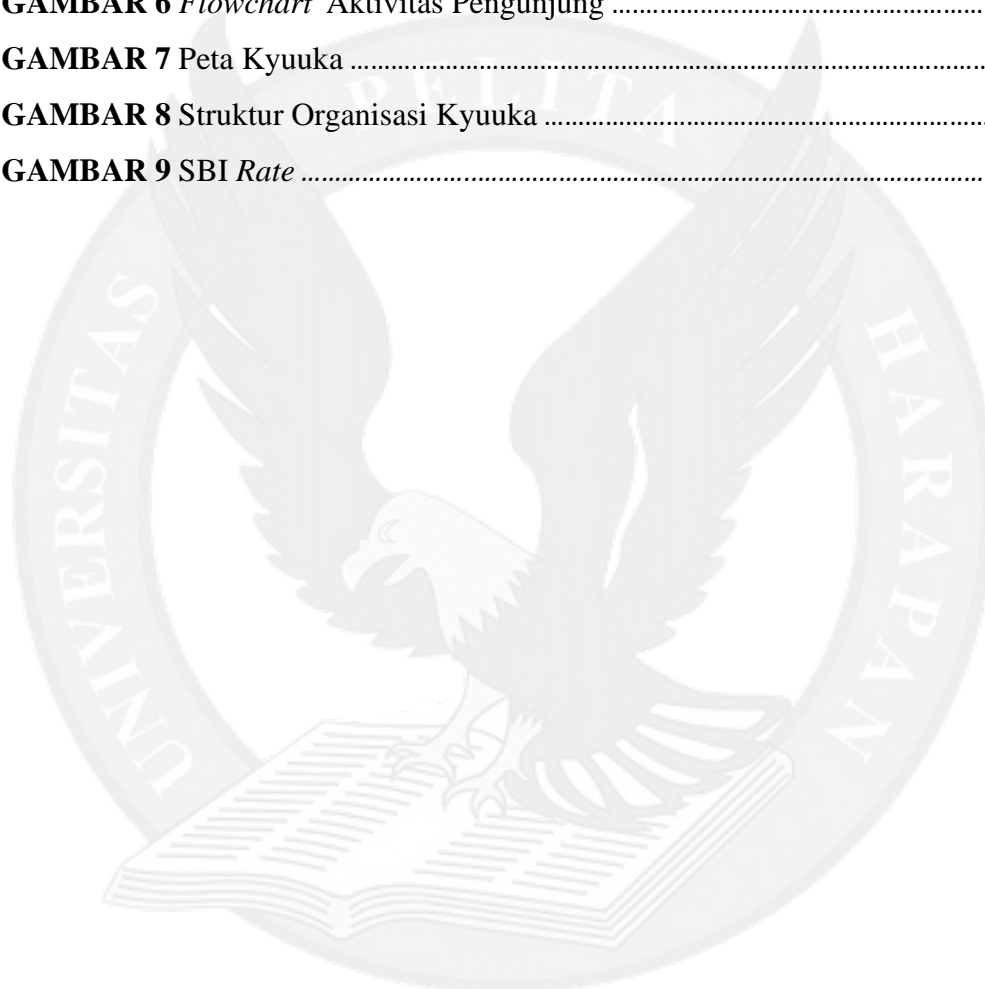 GAMBAR 6 Flowchart Aktivitas Pengunjung ........................................................
GAMBAR 7 Peta Kyuuka ........................................................
GAMBAR 8 Struktur Organisasi Kyuuka ........................................................
GAMBAR 9 SBI Rate ........................................................
UNIVERSITAS PELITA HARAPAN